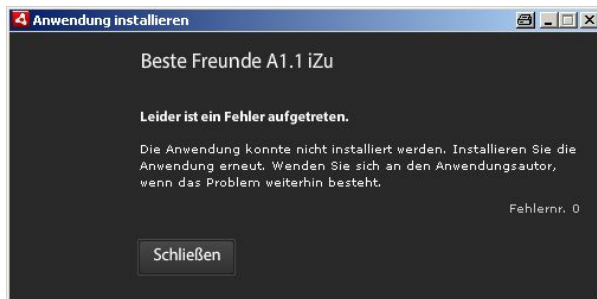 Anwendung installieren
Beste Freunde A1.1 iZu
Leider ist ein Fehler aufgetreten.
Die Anwendung konnte nicht installiert werden. Installieren Sie die
Anwendung erneut. Wenden Sie sich an den Anwendungsautor,
wenn das Problem weiterhin besteht.
Fehlernr. 0
Schließen